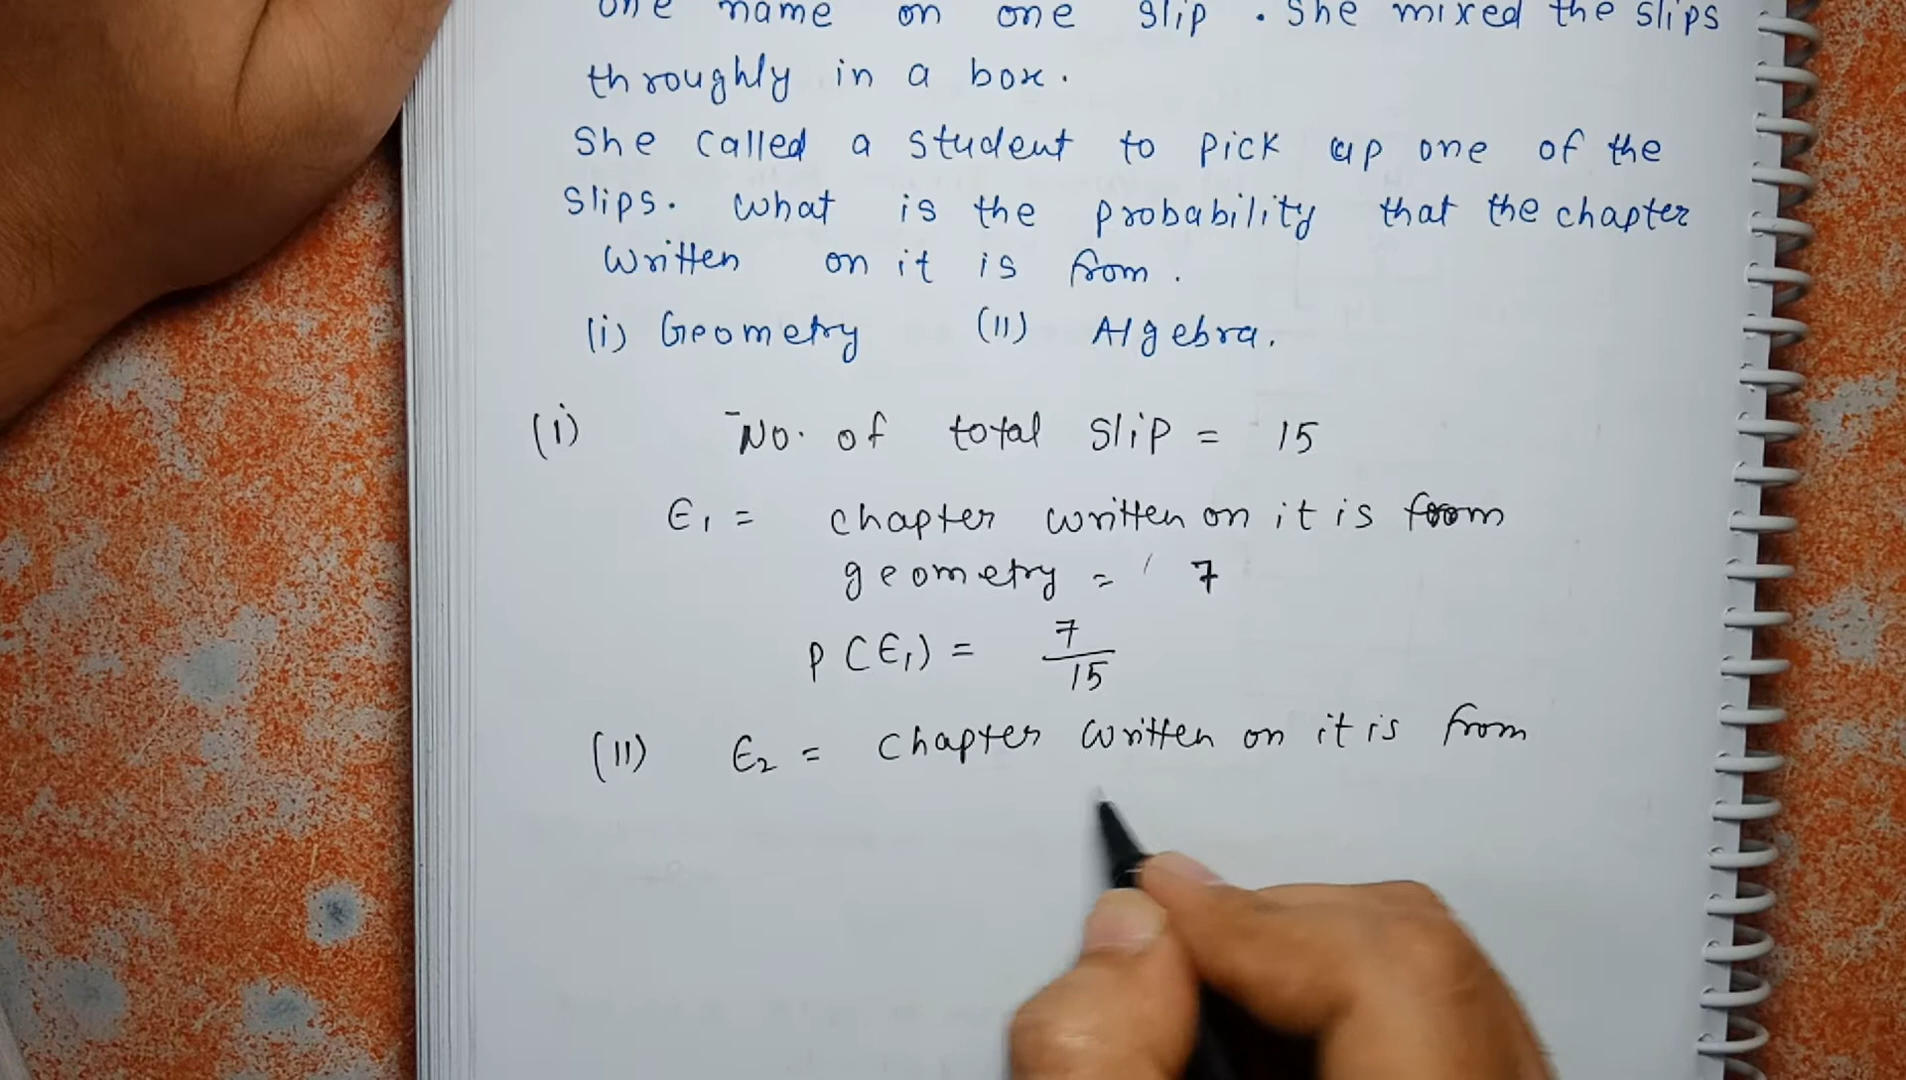 one name on one slip . She mixed the slips
throughly in a box .
She called a student to pick up one of the
slips. what is the probability that the chapter
written on it is from .
(i) Geometry (11) Algebra.
(i) No. of total slip = 15
E1 = chapter written on it is from
geometry = 7
P (E1) = 7/15
(11) E2 = chapter written on it is from